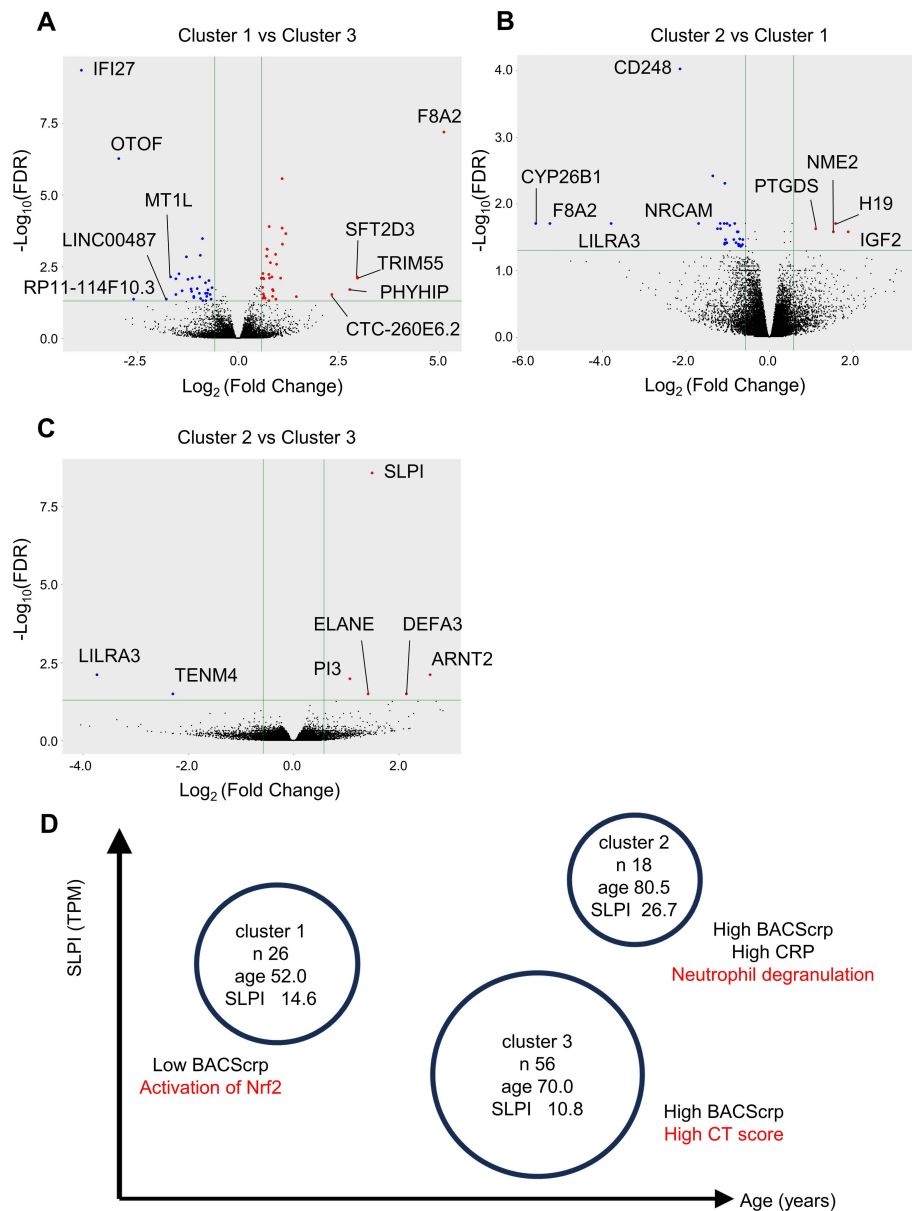 A
Cluster 1 vs Cluster 3
-Log10(FDR)
7.5
5.0
2.5
0.0
IFI27
F8A2
OTOF
MT1L
LINC00487
RP11-114F10.3
SFT2D3
TRIM55
PHYHIP
CTC-260E6.2
-2.5
0.0
2.5
5.0
Log2 (Fold Change)
B
Cluster 2 vs Cluster 1
-Log10(FDR)
4.0
3.0
2.0
1.0
0.0
CD248
CYP26B1
F8A2
LILRA3
NRCAM
PTGDS
NME2
H19
IGF2
-6.0
-4.0
-2.0
0.0
2.0
Log2 (Fold Change)
C
Cluster 2 vs Cluster 3
-Log10(FDR)
7.5
5.0
2.5
0.0
SLPI
LILRA3
TENM4
PI3
ELANE
DEFA3
ARNT2
-4.0
-2.0
0.0
2.0
Log2 (Fold Change)
D
SLPI (TPM)
cluster 1
n 26
age 52.0
SLPI 14.6
Low BACScrp
Activation of Nrf2
cluster 2
n 18
age 80.5
SLPI 26.7
High BACScrp
High CRP
Neutrophil degranulation
cluster 3
n 56
age 70.0
SLPI 10.8
High BACScrp
High CT score
Age (years)